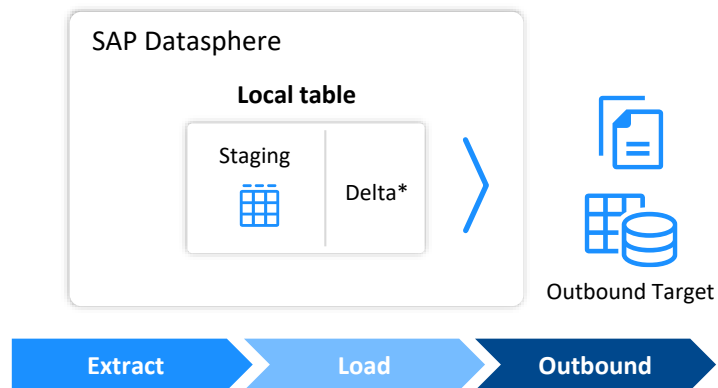 SAP Datasphere
Local table
Staging
Delta*
Outbound Target
Extract
Load
Outbound